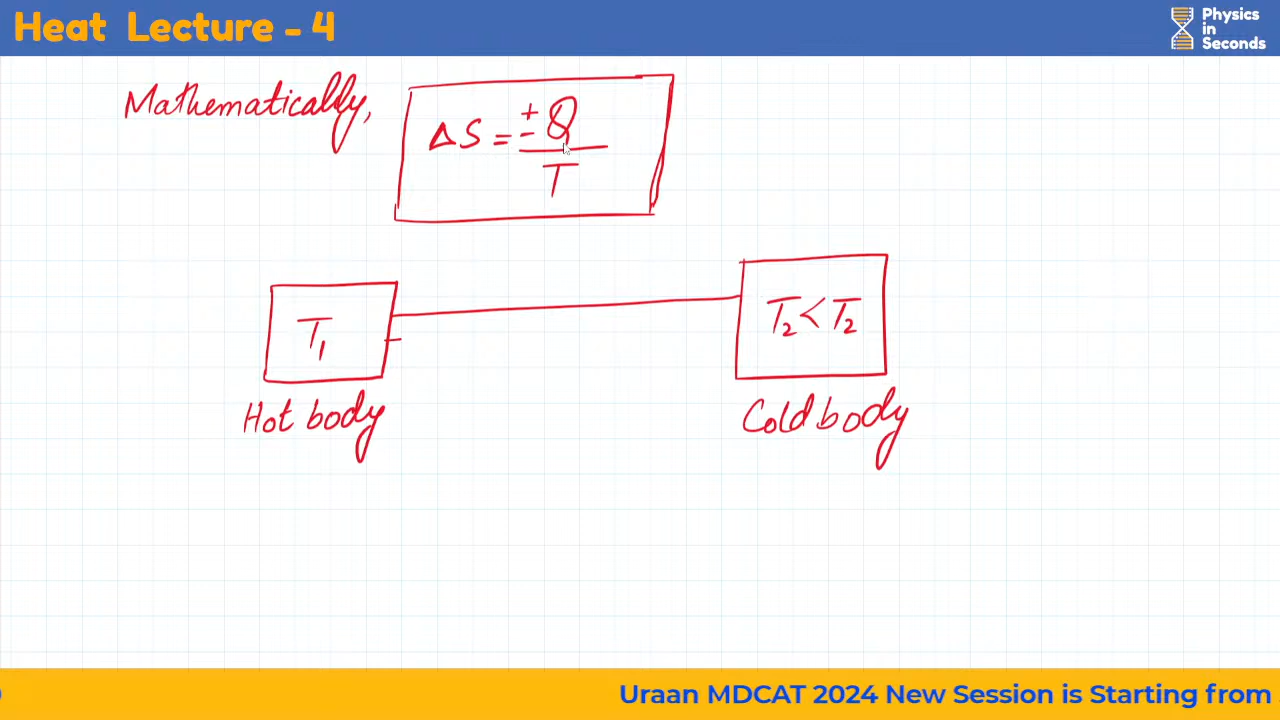 Heat Lecture - 4
Physics
in
Seconds
Mathematically,
ΔS = ±Q
T
T₁
T₂ < T₂
Hot body
Cold body
Uraan MDCAT 2024 New Session is Starting from